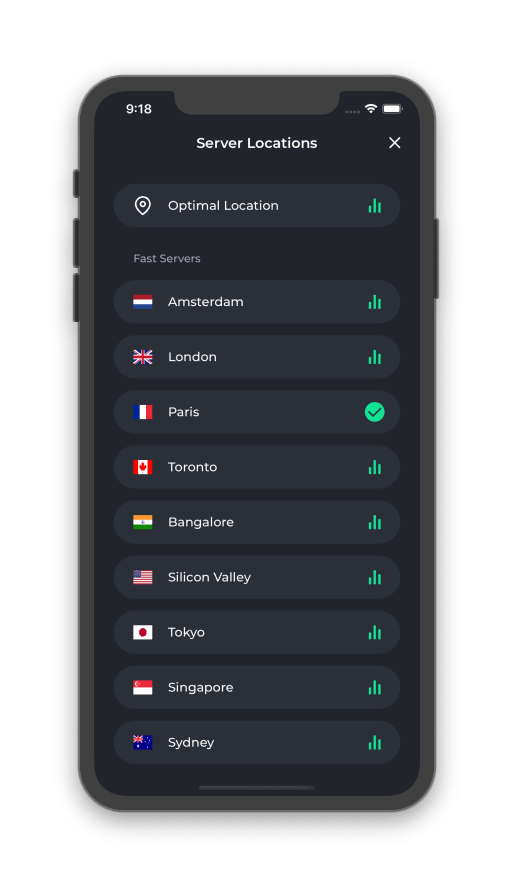 9:18
Server Locations
Optimal Location
Fast Servers
Amsterdam
London
Paris
Toronto
Bangalore
Silicon Valley
Tokyo
Singapore
Sydney